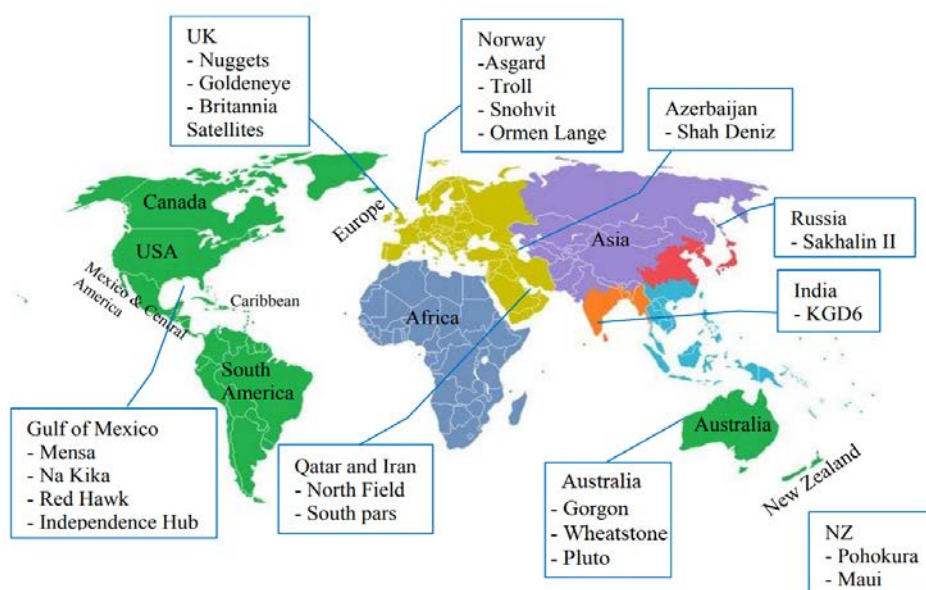 UK
- Nuggets
- Goldeneye
- Britannia
Satellites
Norway
-Asgard
- Troll
- Snohvit
- Ormen Lange
Azerbaijan
- Shah Deniz
Canada
USA
Mexico & Central
America
Caribbean
South
America
Europe
Africa
Asia
Russia
- Sakhalin II
India
- KGD6
Australia
New Zealand
Gulf of Mexico
- Mensa
- Na Kika
- Red Hawk
- Independence Hub
Qatar and Iran
- North Field
- South pars
Australia
- Gorgon
- Wheatstone
- Pluto
NZ
- Pohokura
- Maui